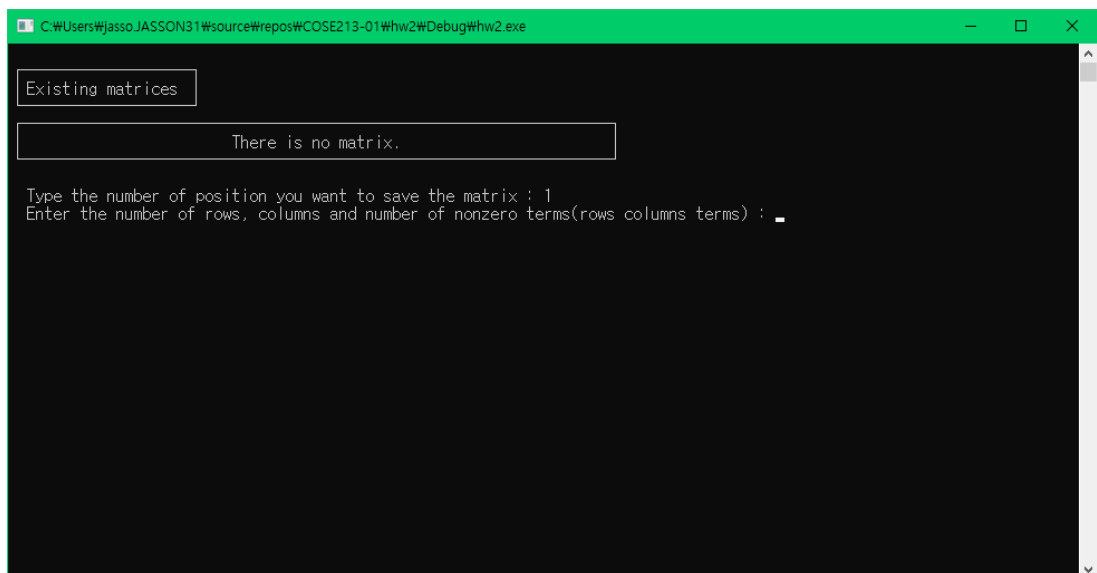 C:₩Users₩jasso.JASSON31₩source₩repos₩COSE213-01₩hw2₩Debug₩hw2.exe
Existing matrices
There is no matrix.
Type the number of position you want to save the matrix : 1
Enter the number of rows, columns and number of nonzero terms(rows columns terms) :